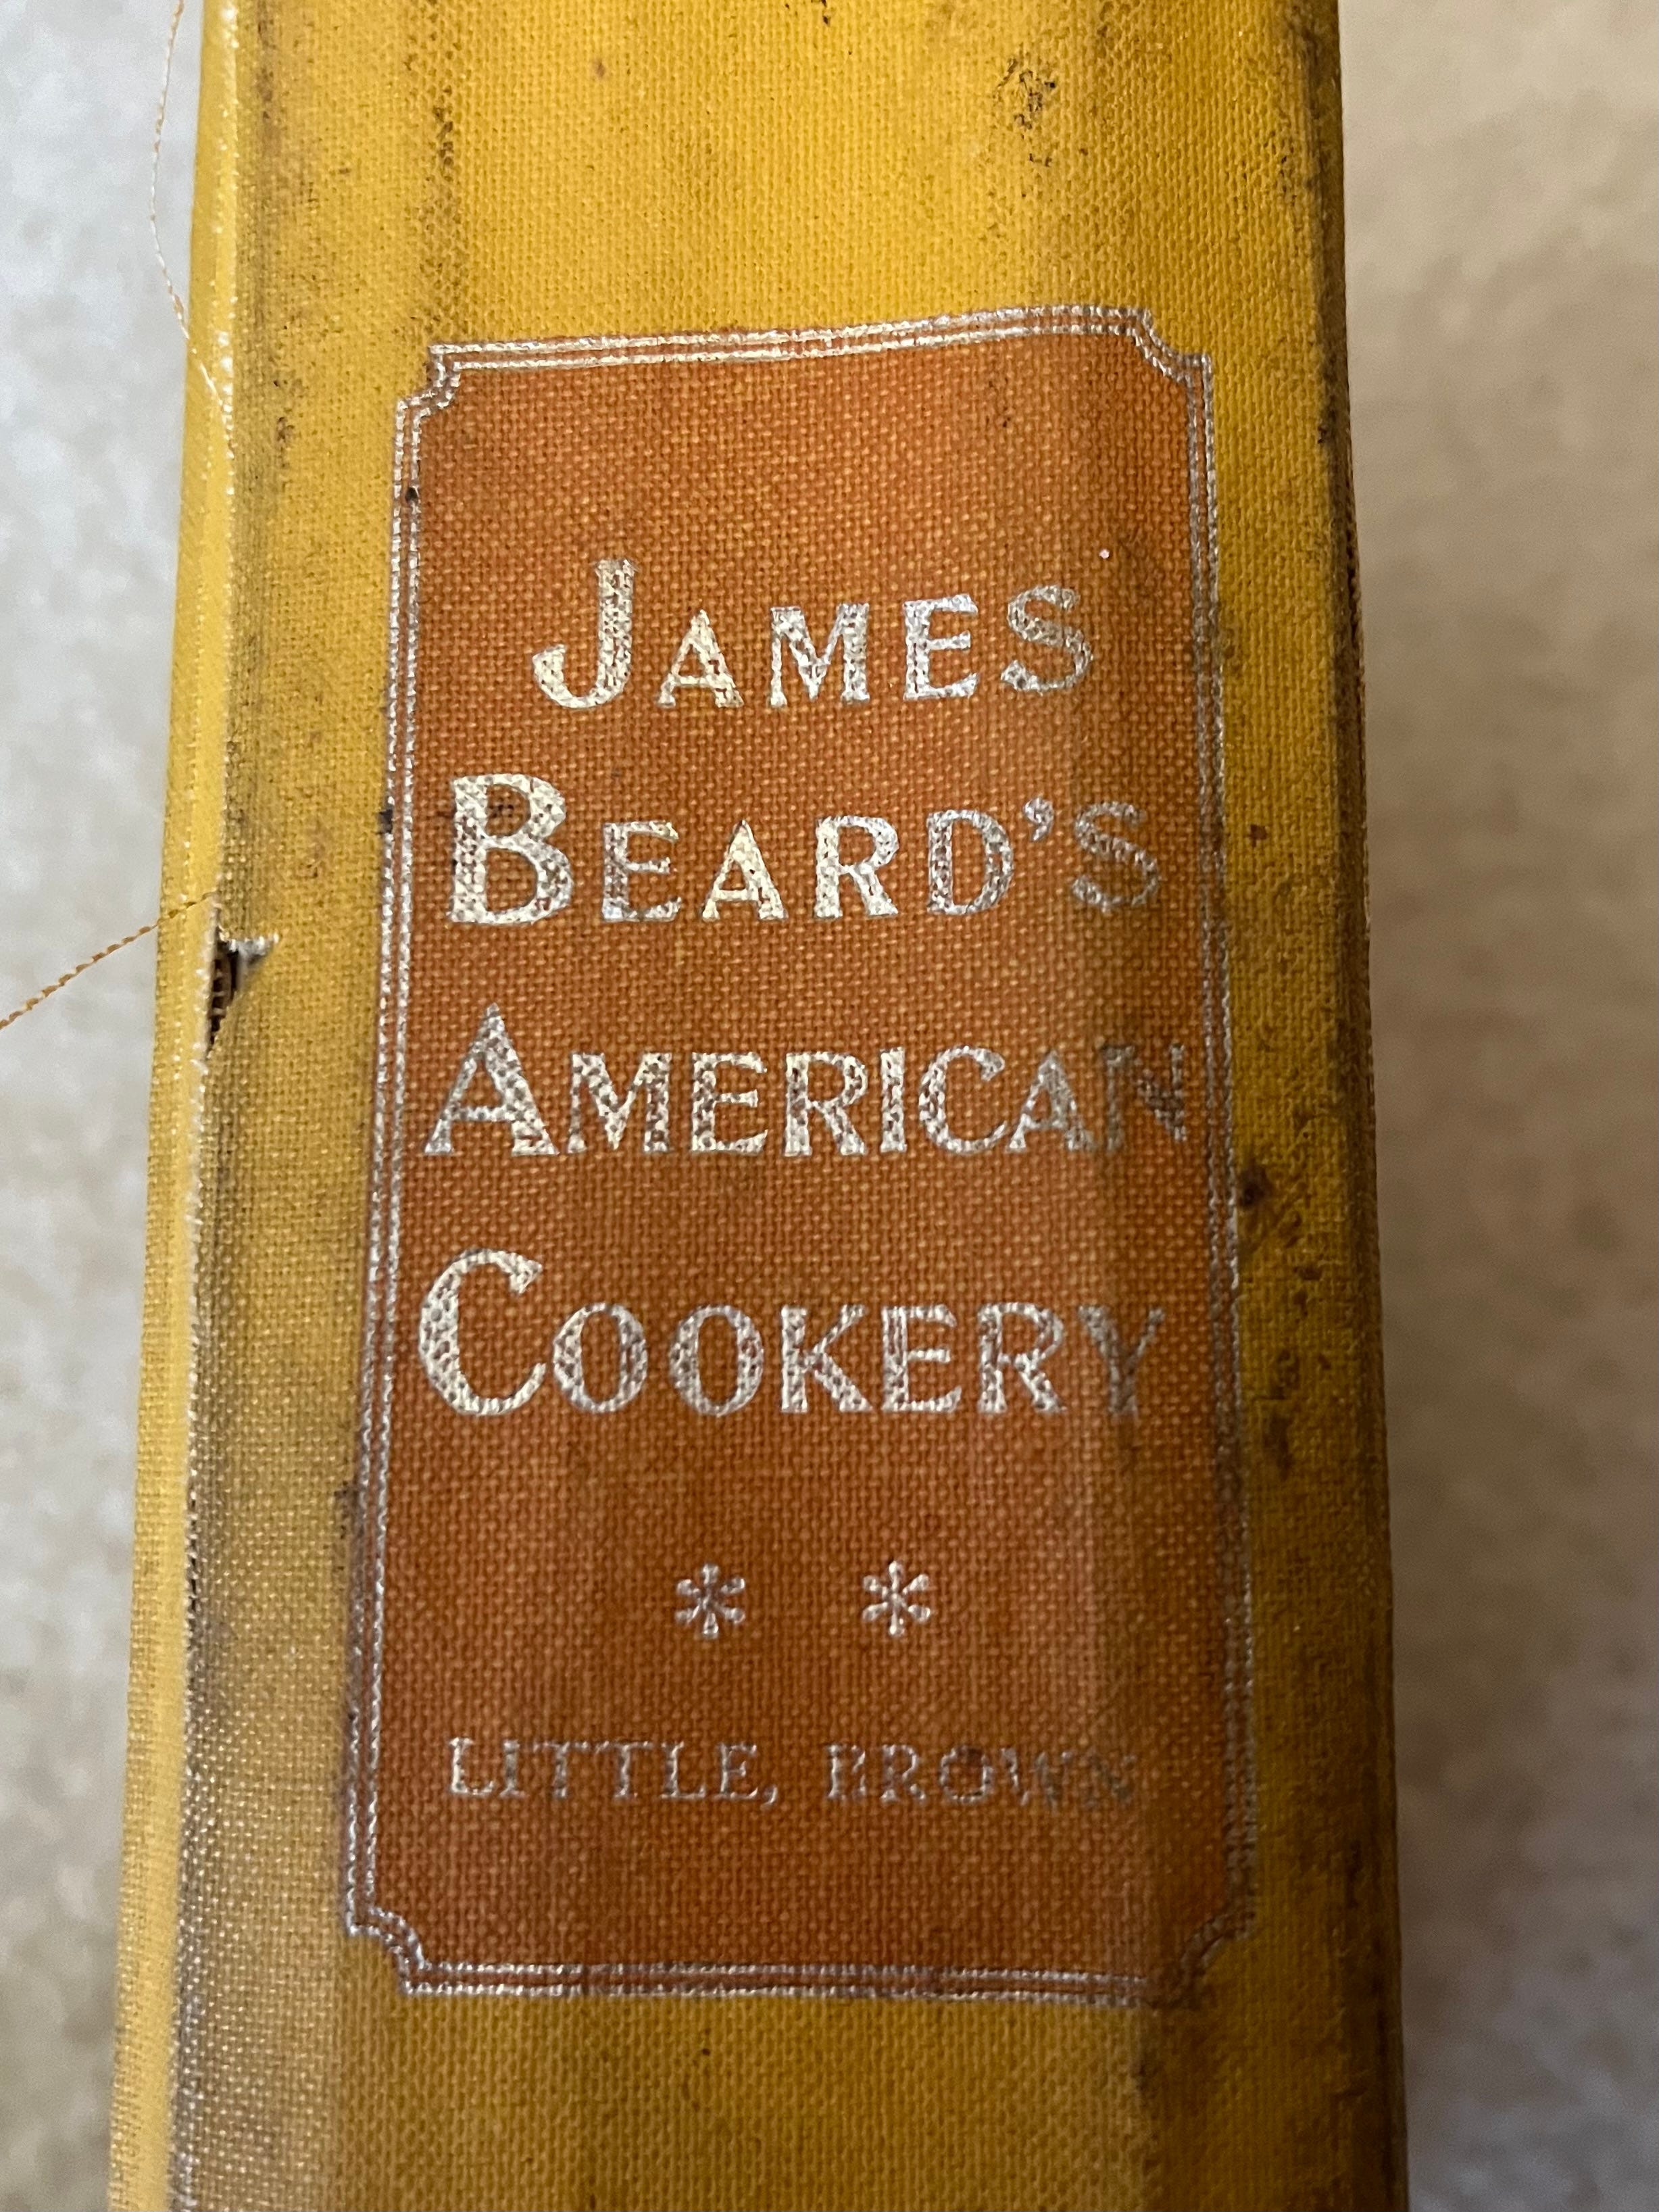 JAMES
BEARD'S
AMERICAN
COOKERY
* *
LITTLE, BROWN